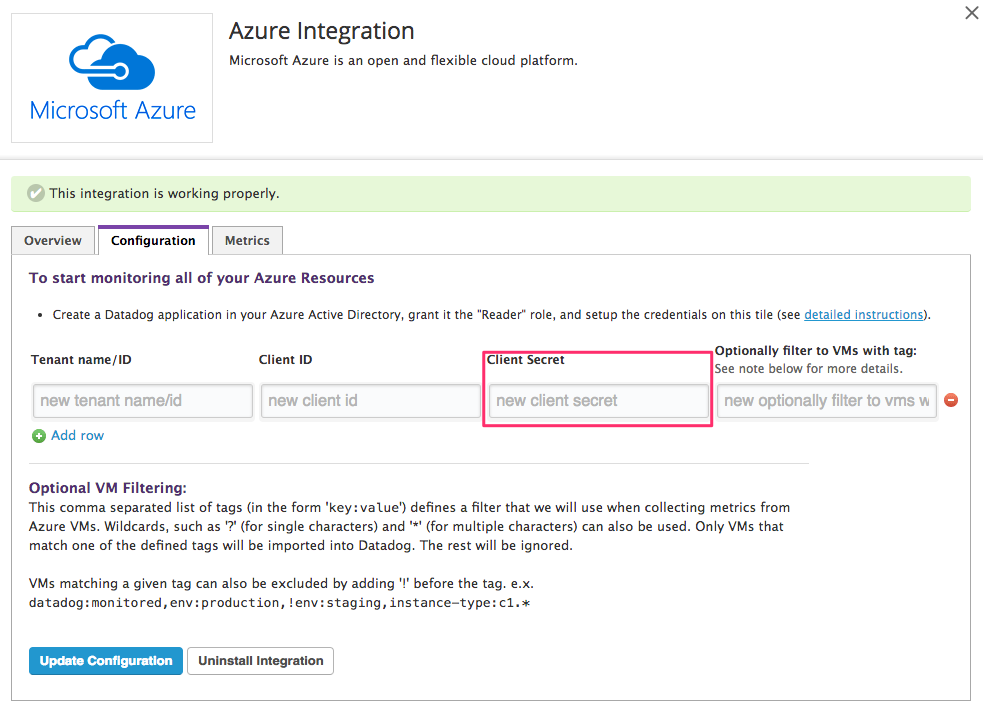 Azure Integration
Microsoft Azure is an open and flexible cloud platform.
Microsoft Azure
This integration is working properly.
Overview
Configuration
Metrics
To start monitoring all of your Azure Resources
• Create a Datadog application in your Azure Active Directory, grant it the "Reader" role, and setup the credentials on this tile (see detailed instructions).
Tenant name/ID
Client ID
Client Secret
Optionally filter to VMs with tag:
See note below for more details.
new tenant name/id
new client id
new client secret
new optionally filter to vms w
Add row
Optional VM Filtering:
This comma separated list of tags (in the form 'key:value') defines a filter that we will use when collecting metrics from
Azure VMs. Wildcards, such as '?' (for single characters) and '*' (for multiple characters) can also be used. Only VMs that
match one of the defined tags will be imported into Datadog. The rest will be ignored.
VMs matching a given tag can also be excluded by adding '!' before the tag. e.x.
datadog:monitored,env:production,!env:staging,instance-type:c1.*
Update Configuration
Uninstall Integration